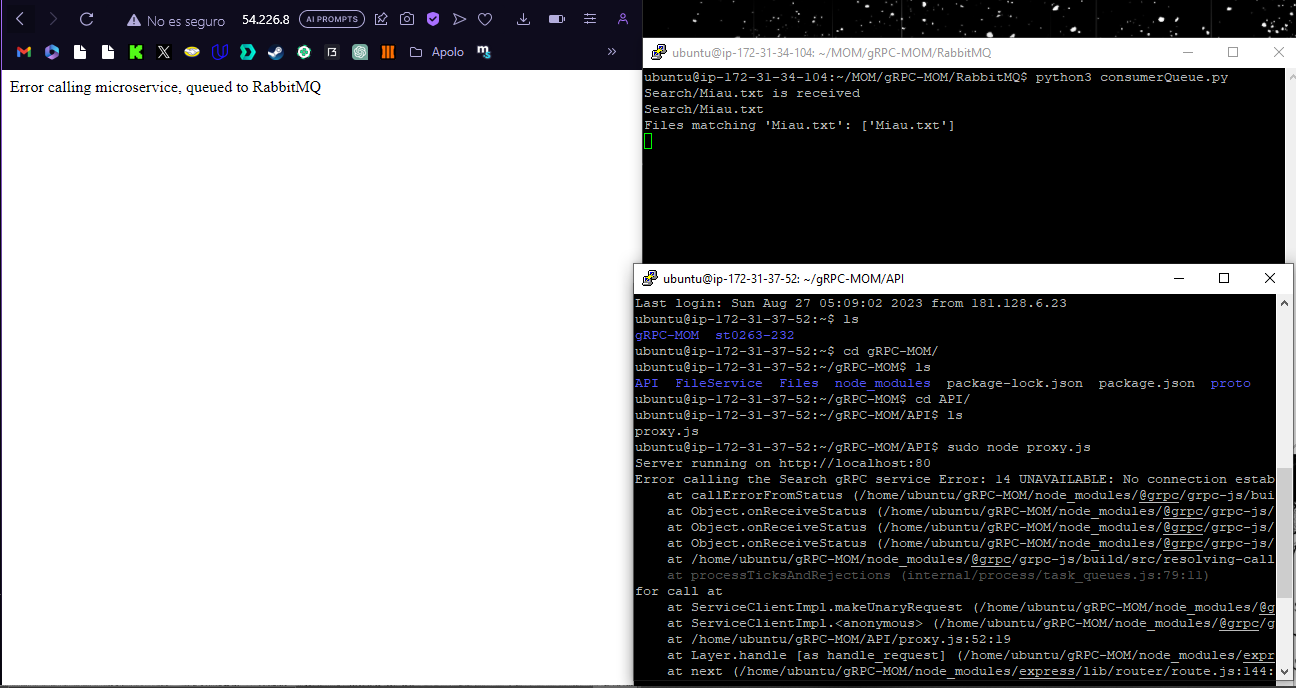 No es seguro 54.226.8 AI PROMPTS
Apolo
Error calling microservice, queued to RabbitMQ
ubuntu@ip-172-31-34-104: ~/MOM/gRPC-MOM/RabbitMQ
ubuntu@ip-172-31-34-104:~/MOM/gRPC-MOM/RabbitMQ$ python3 consumerQueue.py
Search/Miau.txt is received
Search/Miau.txt
Files matching 'Miau.txt': ['Miau.txt']
ubuntu@ip-172-31-37-52: ~/gRPC-MOM/API
Last login: Sun Aug 27 05:09:02 2023 from 181.128.6.23
ubuntu@ip-172-31-37-52:~$ ls
gRPC-MOM  st0263-232
ubuntu@ip-172-31-37-52:~$ cd gRPC-MOM/
ubuntu@ip-172-31-37-52:~/gRPC-MOM$ ls
API  FileService  Files  node_modules  package-lock.json  package.json  proto
ubuntu@ip-172-31-37-52:~/gRPC-MOM$ cd API/
ubuntu@ip-172-31-37-52:~/gRPC-MOM/API$ ls
proxy.js
ubuntu@ip-172-31-37-52:~/gRPC-MOM/API$ sudo node proxy.js
Server running on http://localhost:80
Error calling the Search gRPC service Error: 14 UNAVAILABLE: No connection estab
    at callErrorFromStatus (/home/ubuntu/gRPC-MOM/node_modules/@grpc/grpc-js/bui
    at Object.onReceiveStatus (/home/ubuntu/gRPC-MOM/node_modules/@grpc/grpc-js/
    at Object.onReceiveStatus (/home/ubuntu/gRPC-MOM/node_modules/@grpc/grpc-js/
    at Object.onReceiveStatus (/home/ubuntu/gRPC-MOM/node_modules/@grpc/grpc-js/
    at /home/ubuntu/gRPC-MOM/node_modules/@grpc/grpc-js/build/src/resolving-call
    at processTicksAndRejections (internal/process/task_queues.js:79:11)
for call at
    at ServiceClientImpl.makeUnaryRequest (/home/ubuntu/gRPC-MOM/node_modules/@g
    at ServiceClientImpl.<anonymous> (/home/ubuntu/gRPC-MOM/node_modules/@grpc/g
    at /home/ubuntu/gRPC-MOM/API/proxy.js:52:19
    at Layer.handle [as handle_request] (/home/ubuntu/gRPC-MOM/node_modules/expr
    at next (/home/ubuntu/gRPC-MOM/node_modules/express/lib/router/route.js:144: